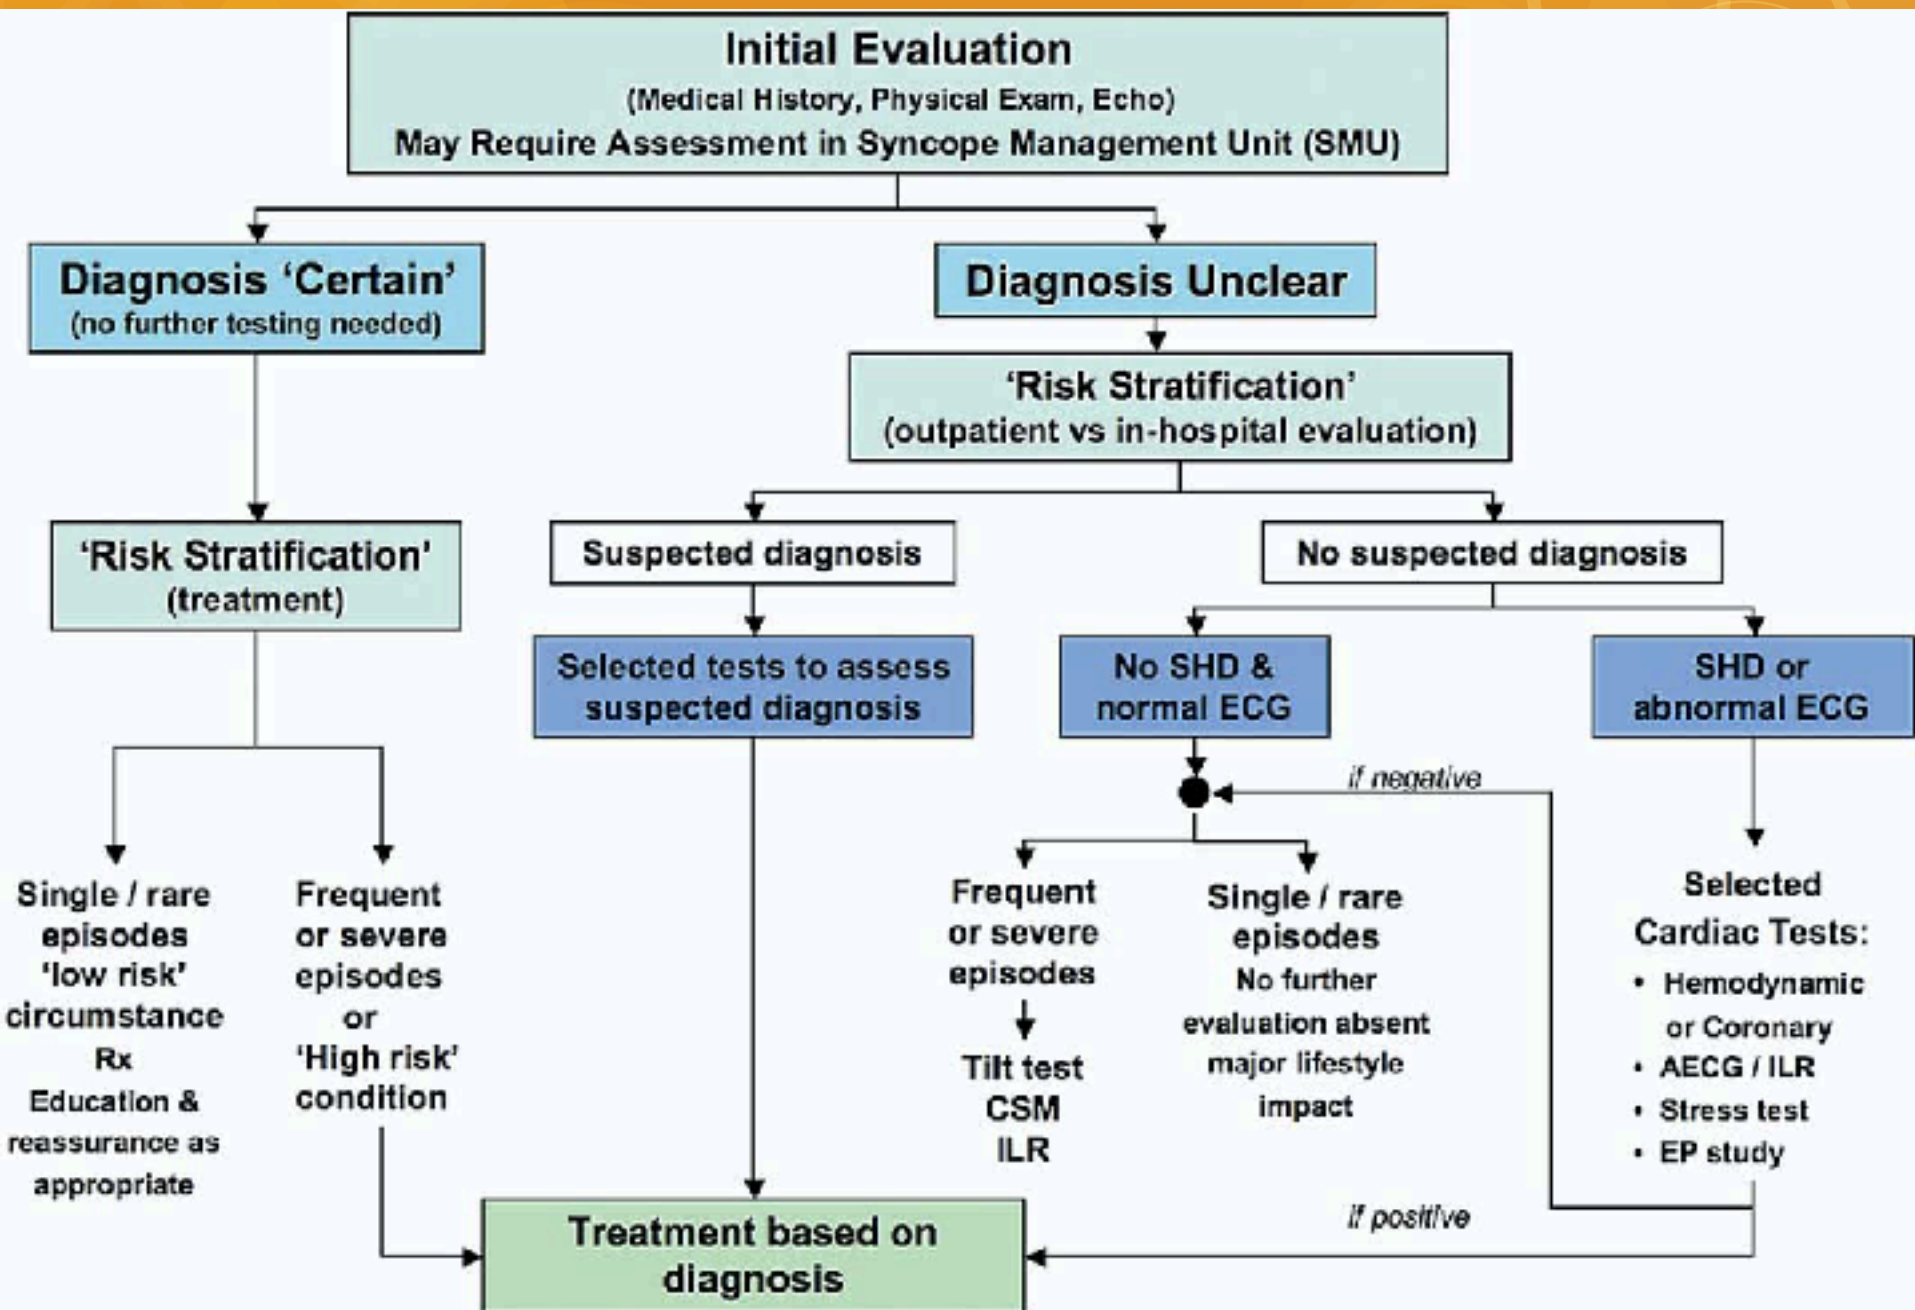 Initial Evaluation
(Medical History, Physical Exam, Echo)
May Require Assessment in Syncope Management Unit (SMU)
Diagnosis ‘Certain’
(no further testing needed)
Diagnosis Unclear
‘Risk Stratification’
(outpatient vs in-hospital evaluation)
‘Risk Stratification’
(treatment)
Suspected diagnosis
No suspected diagnosis
Selected tests to assess
suspected diagnosis
No SHD &
normal ECG
SHD or
abnormal ECG
if negative
Single / rare
episodes
‘low risk’
circumstance
Rx
Education &
reassurance as
appropriate
Frequent
or severe
episodes
or
‘High risk’
condition
Frequent
or severe
episodes
Tilt test
CSM
ILR
Single / rare
episodes
No further
evaluation absent
major lifestyle
impact
Selected
Cardiac Tests:
• Hemodynamic
or Coronary
• AECG / ILR
• Stress test
• EP study
if positive
Treatment based on
diagnosis